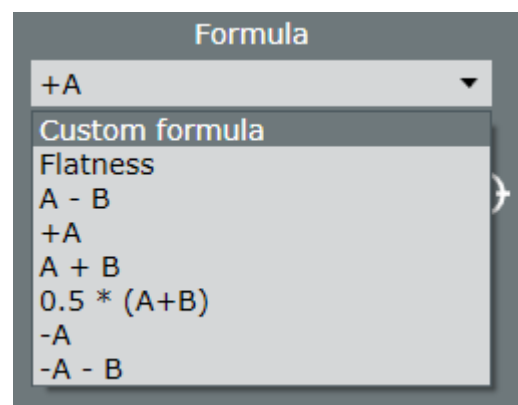 Formula
+A
Custom formula
Flatness
A - B
+A
A + B
0.5 * (A+B)
-A
-A - B